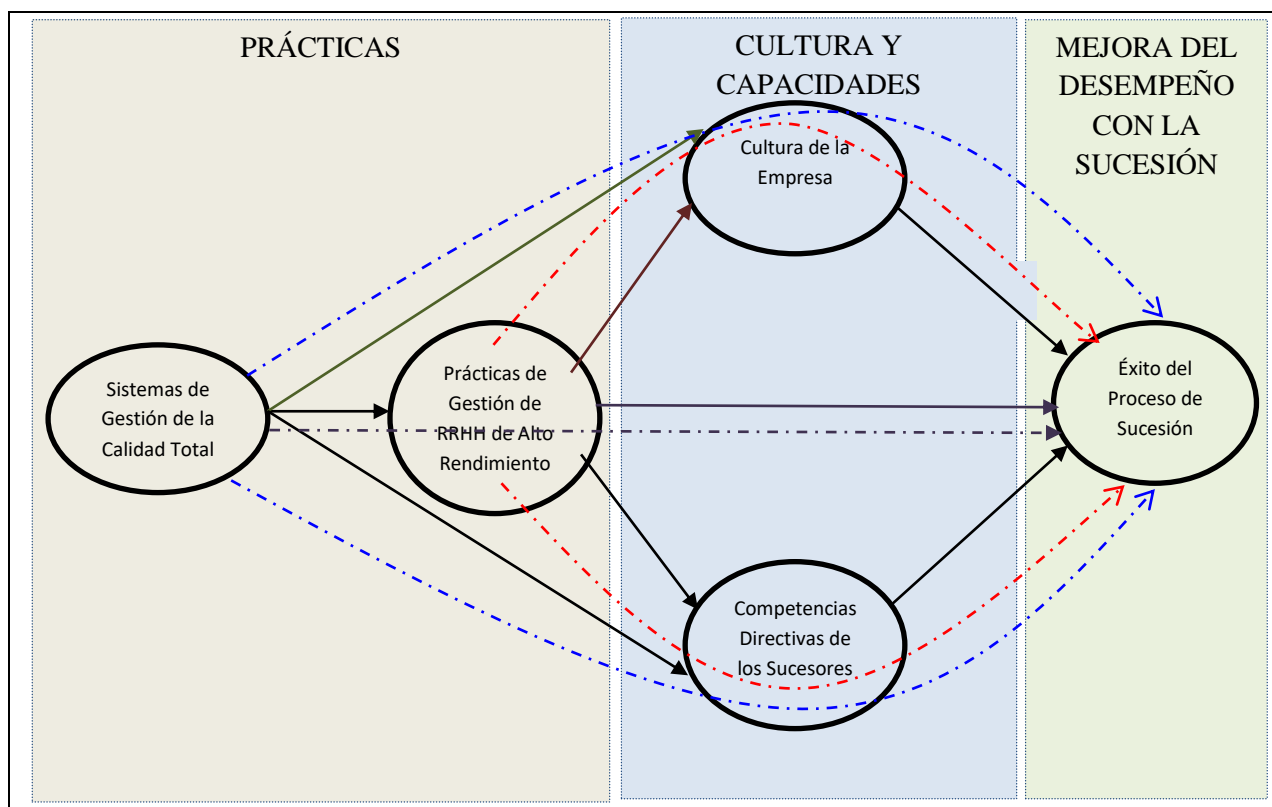 PRÁCTICAS
CULTURA Y
CAPACIDADES
MEJORA DEL
DESEMPEÑO
CON LA
SUCESIÓN
Cultura de la
Empresa
Sistemas de
Gestión de la
Calidad Total
Prácticas de
Gestión de
RRHH de Alto
Rendimiento
Éxito del
Proceso de
Sucesión
Competencias
Directivas de
los Sucesores